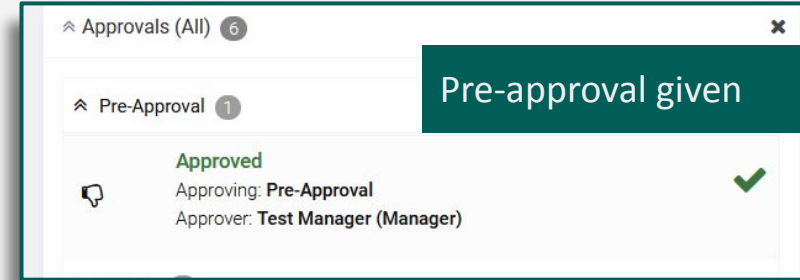 Approvals (All) 6
Pre-approval given
Pre-Approval 1
Approved
Approving: Pre-Approval
Approver: Test Manager (Manager)